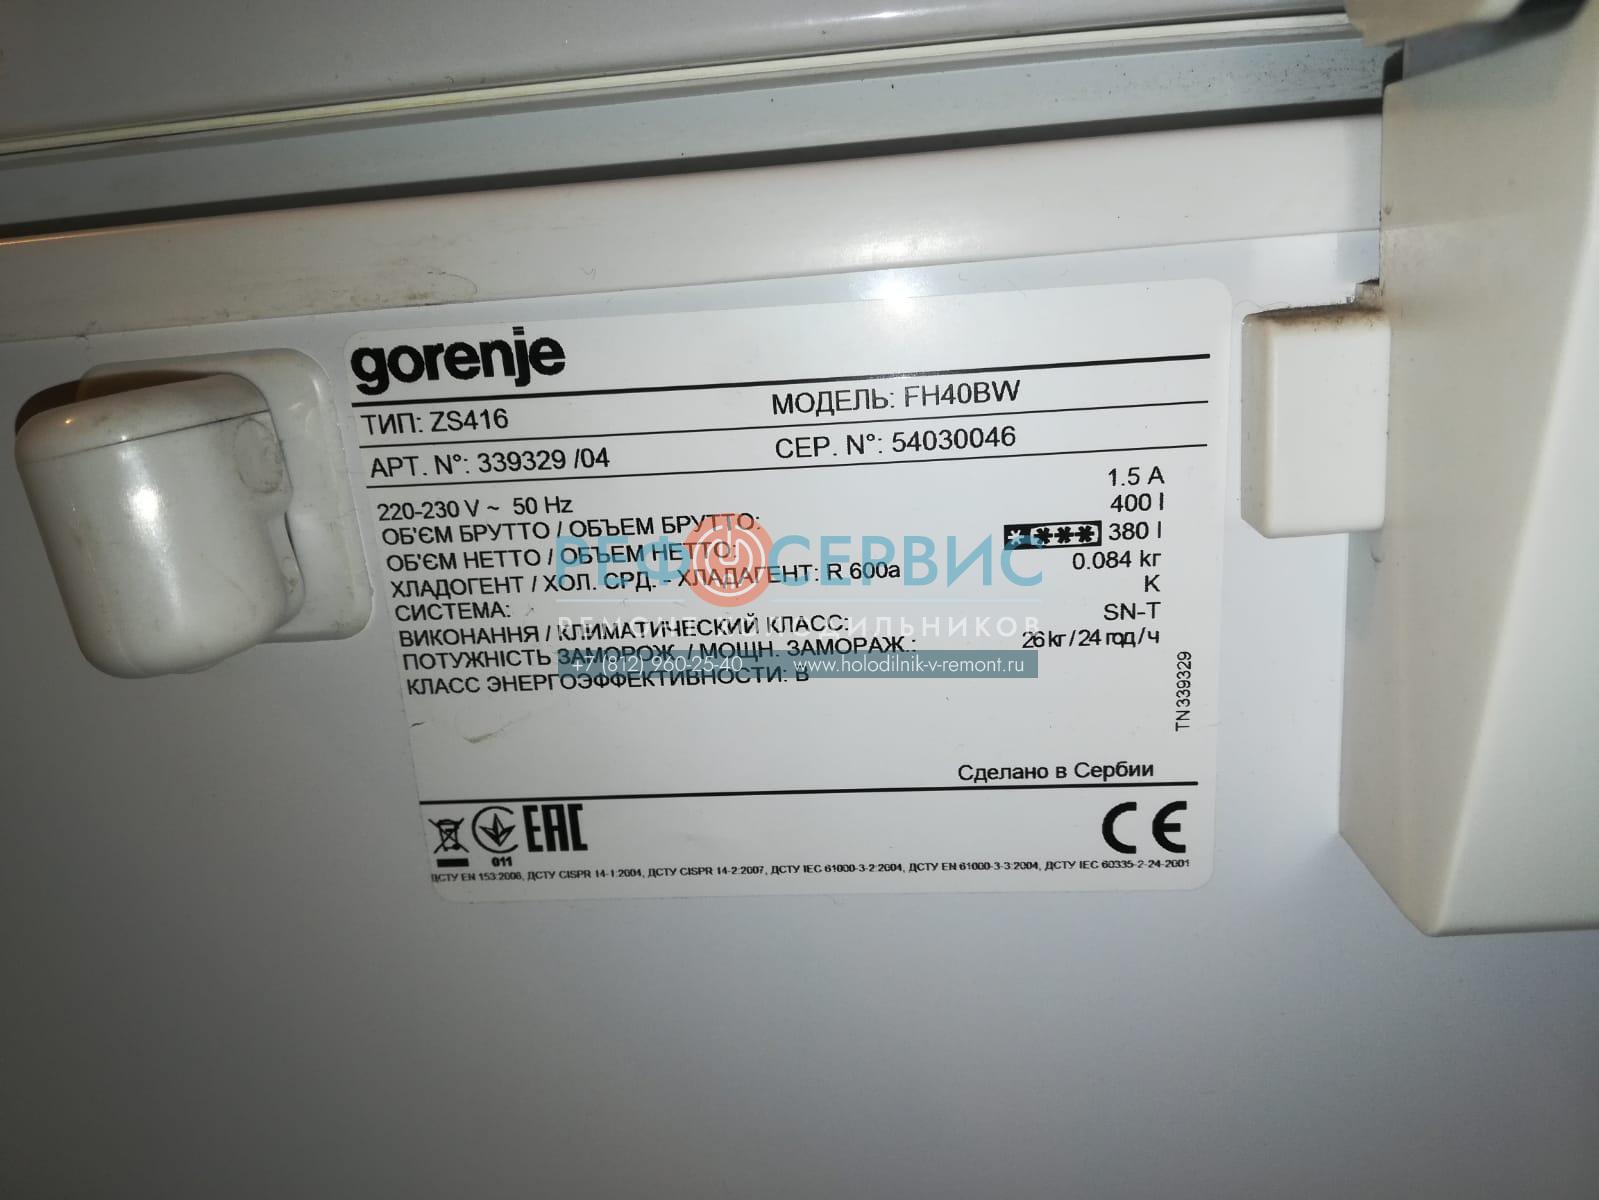 gorenje
ТИП: ZS416 МОДЕЛЬ: FH40BW
АРТ. N°: 339329 /04 СЕР. N°: 54030046
220-230 V ~ 50 Hz 1.5 A
ОБ'ЄМ БРУТТО / ОБЪЕМ БРУТТО: 400 l
ОБ'ЄМ НЕТТО / ОБЪЕМ НЕТТО: 380 l
ХЛАДОГЕНТ / ХОЛ. СРД. - ХЛАДАГЕНТ: R 600a 0.084 кг
СИСТЕМА: K
ВИКОНАННЯ / КЛИМАТИЧЕСКИЙ КЛАСС: SN-T
ПОТУЖНІСТЬ ЗАМОРОЖ. / МОЩН. ЗАМОРАЖ.: 26 kг / 24 год / ч
КЛАСС ЭНЕРГОЭФФЕКТИВНОСТИ: B
РЕФ СЕРВИС
РЕМОНТ ХОЛОДИЛЬНИКОВ
+7 (812) 960-25-40 www.holodilnik-v-remont.ru
TN339329
Сделано в Сербии
011
EAC
CE
ДСТУ EN 153:2006, ДСТУ CISPR 14-1:2004, ДСТУ CISPR 14-2:2007, ДСТУ IEC 61000-3-2:2004, ДСТУ EN 61000-3-3:2004, ДСТУ IEC 60335-2-24-2001